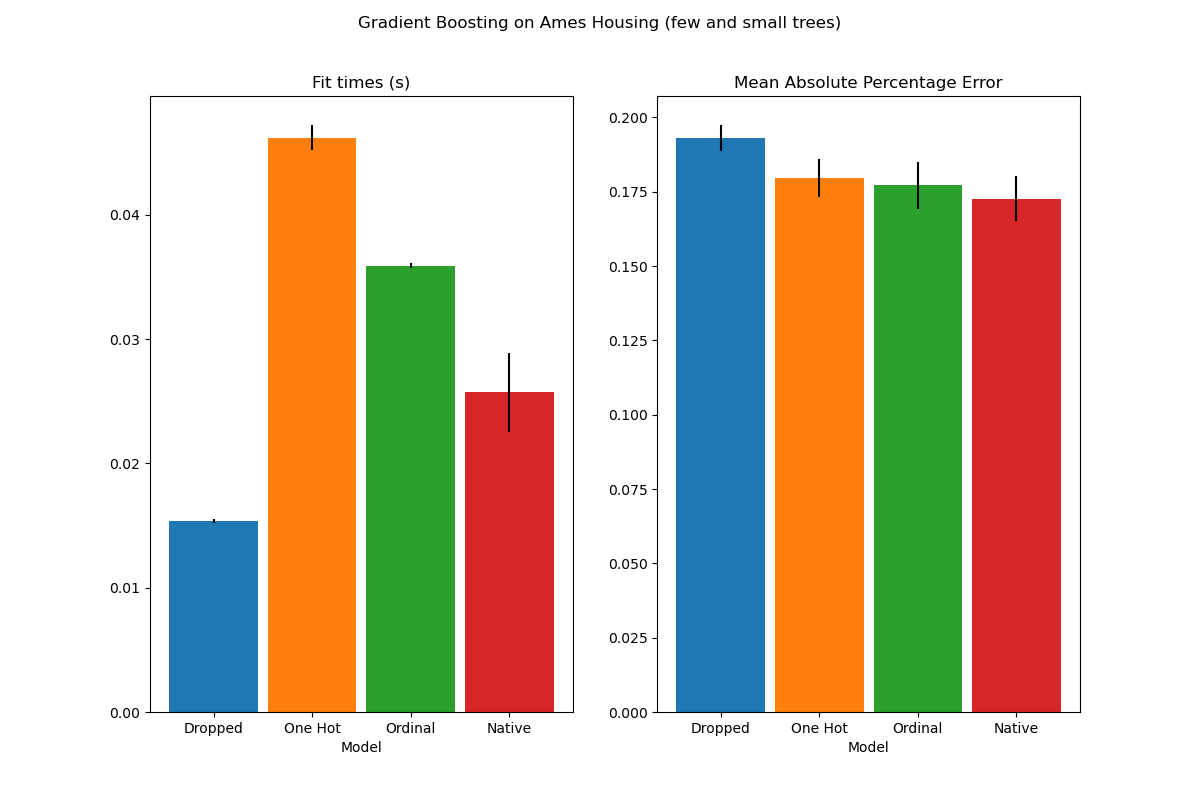 Gradient Boosting on Ames Housing (few and small trees)
Fit times (s)
0.04
0.03
0.02
0.01
0.00
Dropped
One Hot
Ordinal
Native
Model
Mean Absolute Percentage Error
0.200
0.175
0.150
0.125
0.100
0.075
0.050
0.025
0.000
Dropped
One Hot
Ordinal
Native
Model